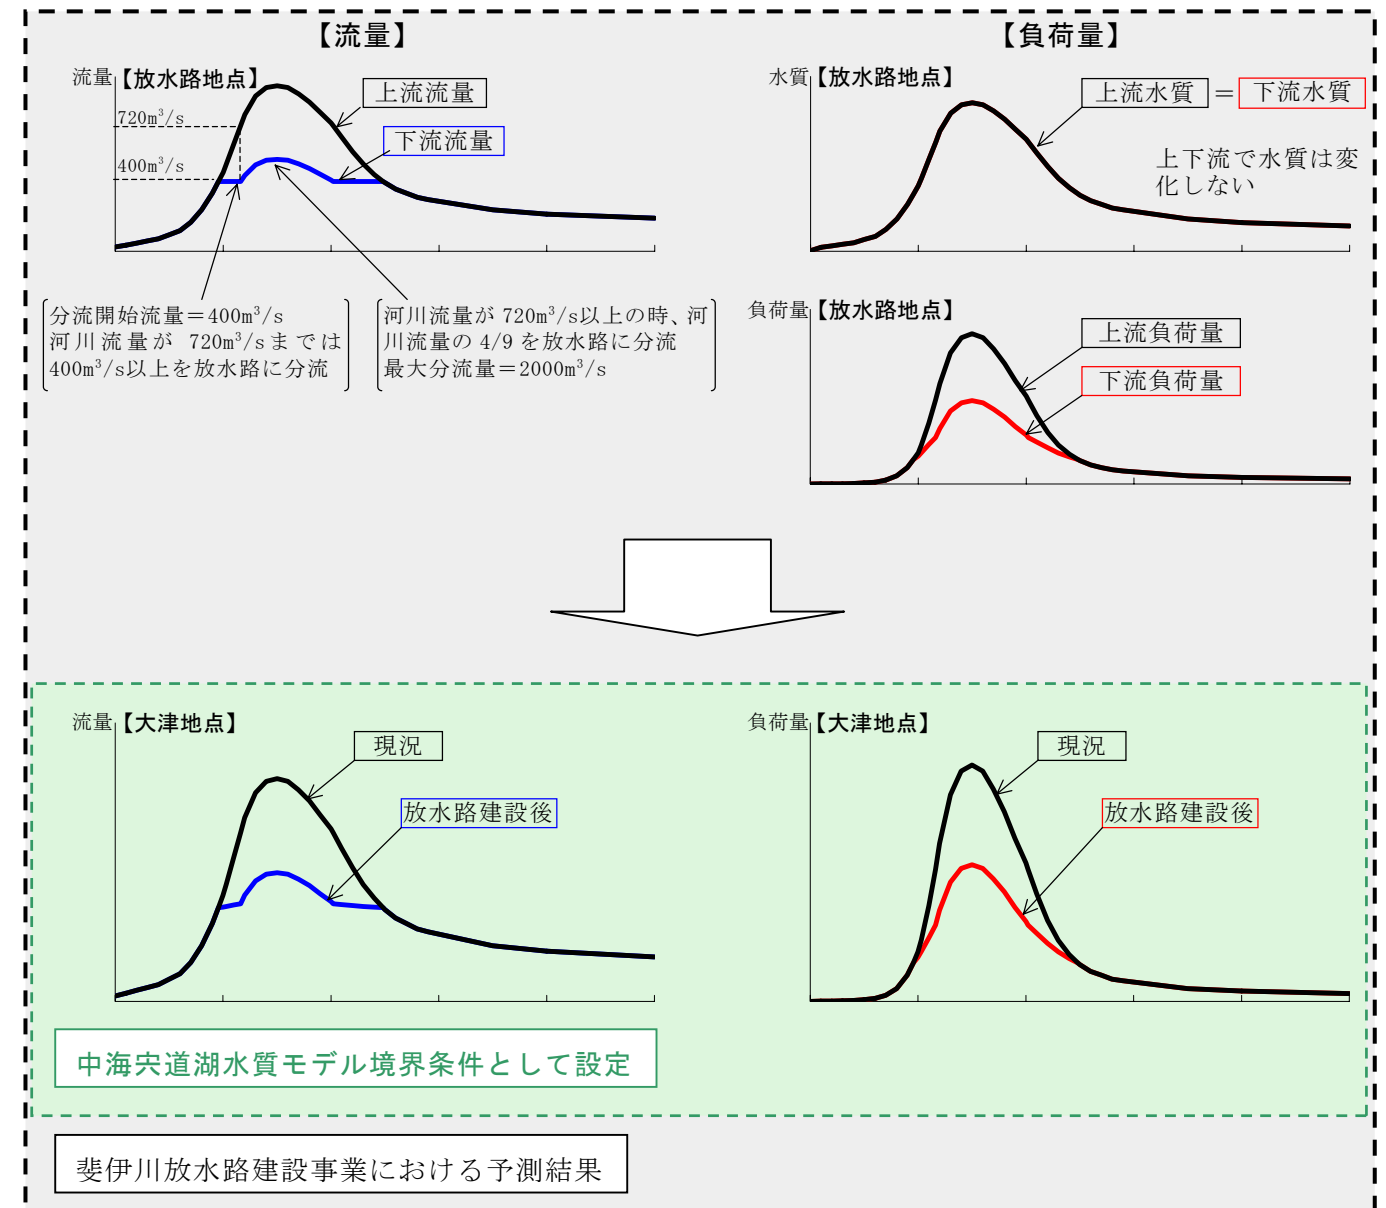 【流量】
流量【放水路地点】
上流流量
720m³/s
下流流量
400m³/s
分流開始流量＝400m³/s
河川流量が 720m³/sまでは
400m³/s以上を放水路に分流
河川流量が 720m³/s以上の時、河
川流量の 4/9 を放水路に分流
最大分流量＝2000m³/s
【負荷量】
水質【放水路地点】
上流水質 ＝ 下流水質
上下流で水質は変
化しない
負荷量【放水路地点】
上流負荷量
下流負荷量
流量【大津地点】
現況
放水路建設後
負荷量【大津地点】
現況
放水路建設後
中海宍道湖水質モデル境界条件として設定
斐伊川放水路建設事業における予測結果